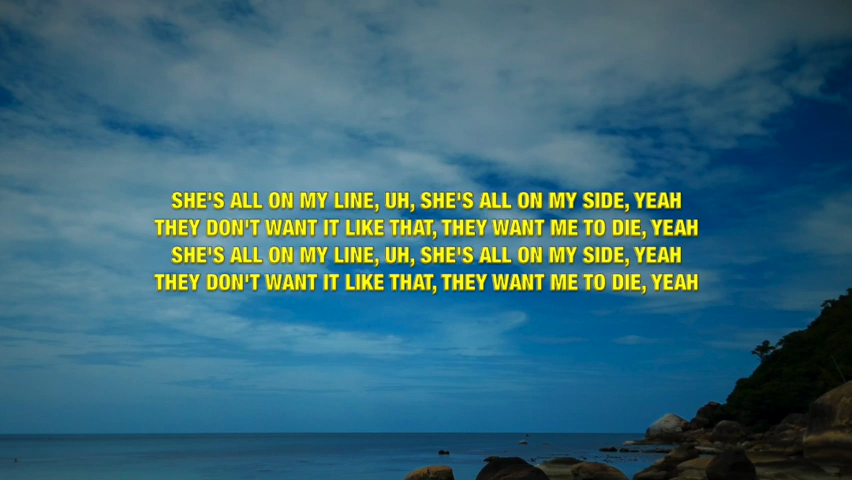 SHE'S ALL ON MY LINE, UH, SHE'S ALL ON MY SIDE, YEAH
THEY DON'T WANT IT LIKE THAT, THEY WANT ME TO DIE, YEAH
SHE'S ALL ON MY LINE, UH, SHE'S ALL ON MY SIDE, YEAH
THEY DON'T WANT IT LIKE THAT, THEY WANT ME TO DIE, YEAH